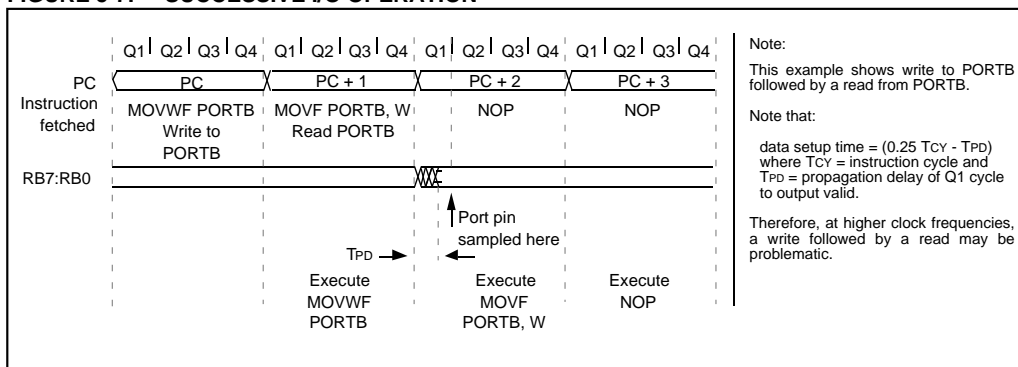 Q1 Q2 Q3 Q4 Q1 Q2 Q3 Q4 Q1 Q2 Q3 Q4 Q1 Q2 Q3 Q4
PC PC PC + 1 PC + 2 PC + 3
Instruction
fetched
MOVWF PORTB
Write to
PORTB
MOVF PORTB, W
Read PORTB
NOP
NOP
RB7:RB0
Port pin
sampled here
TPD
Execute
MOVWF
PORTB
Execute
MOVF
PORTB, W
Execute
NOP
Note:
This example shows write to PORTB
followed by a read from PORTB.
Note that:
data setup time = (0.25 TCY - TPD)
where TCY = instruction cycle and
TPD = propagation delay of Q1 cycle
to output valid.
Therefore, at higher clock frequencies,
a write followed by a read may be
problematic.